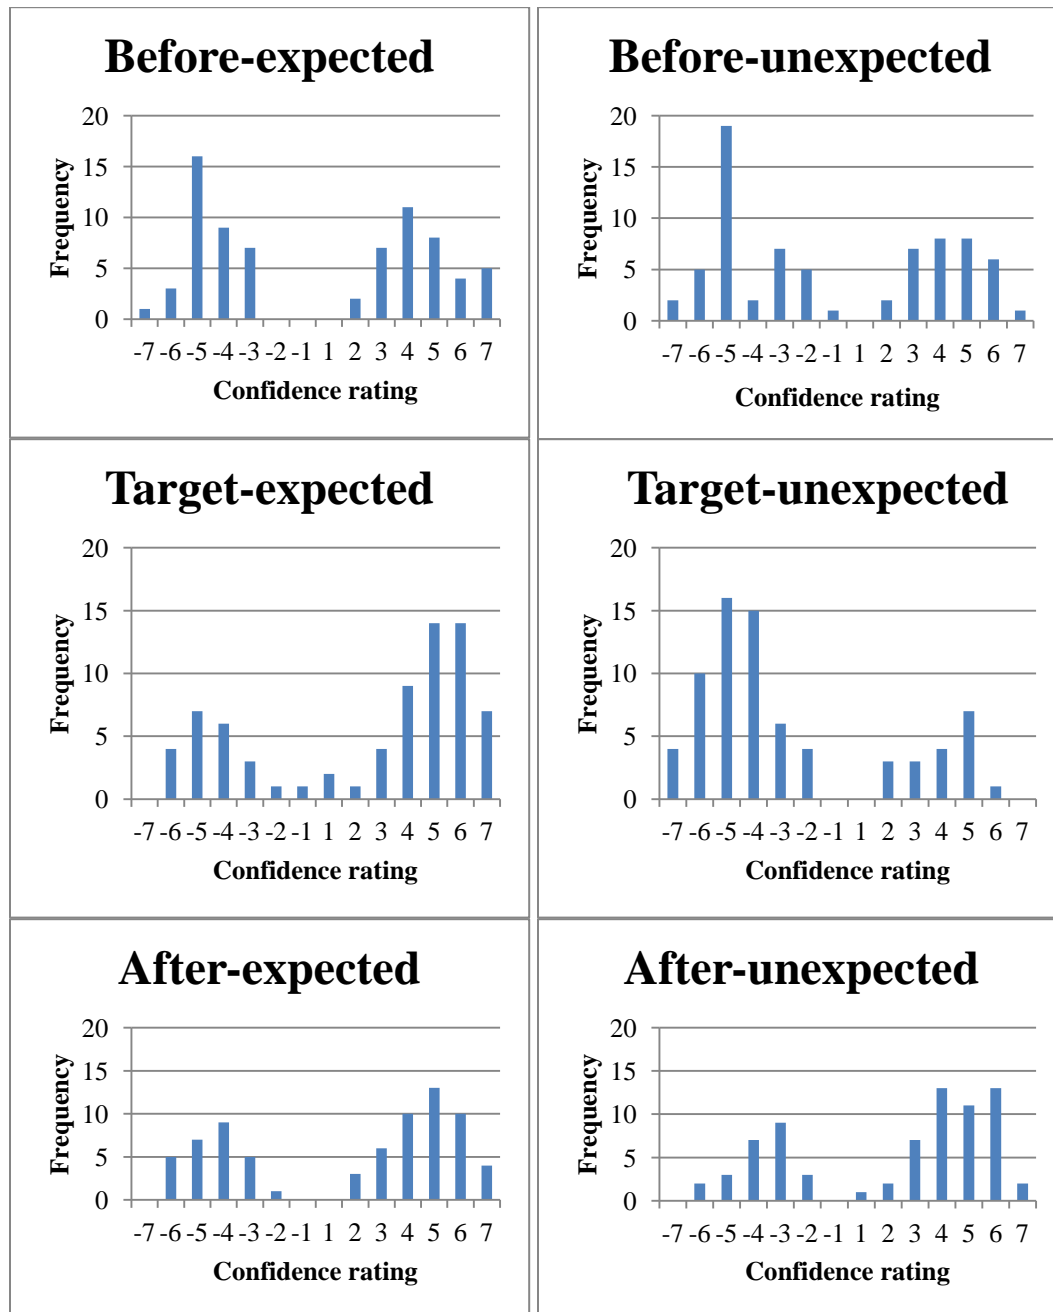 Before-expected
20
15
10
5
0
Frequency
-7 -6 -5 -4 -3 -2 -1 1 2 3 4 5 6 7
Confidence rating
Before-unexpected
20
15
10
5
0
Frequency
-7 -6 -5 -4 -3 -2 -1 1 2 3 4 5 6 7
Confidence rating
Target-expected
20
15
10
5
0
Frequency
-7 -6 -5 -4 -3 -2 -1 1 2 3 4 5 6 7
Confidence rating
Target-unexpected
20
15
10
5
0
Frequency
-7 -6 -5 -4 -3 -2 -1 1 2 3 4 5 6 7
Confidence rating
After-expected
20
15
10
5
0
Frequency
-7 -6 -5 -4 -3 -2 -1 1 2 3 4 5 6 7
Confidence rating
After-unexpected
20
15
10
5
0
Frequency
-7 -6 -5 -4 -3 -2 -1 1 2 3 4 5 6 7
Confidence rating